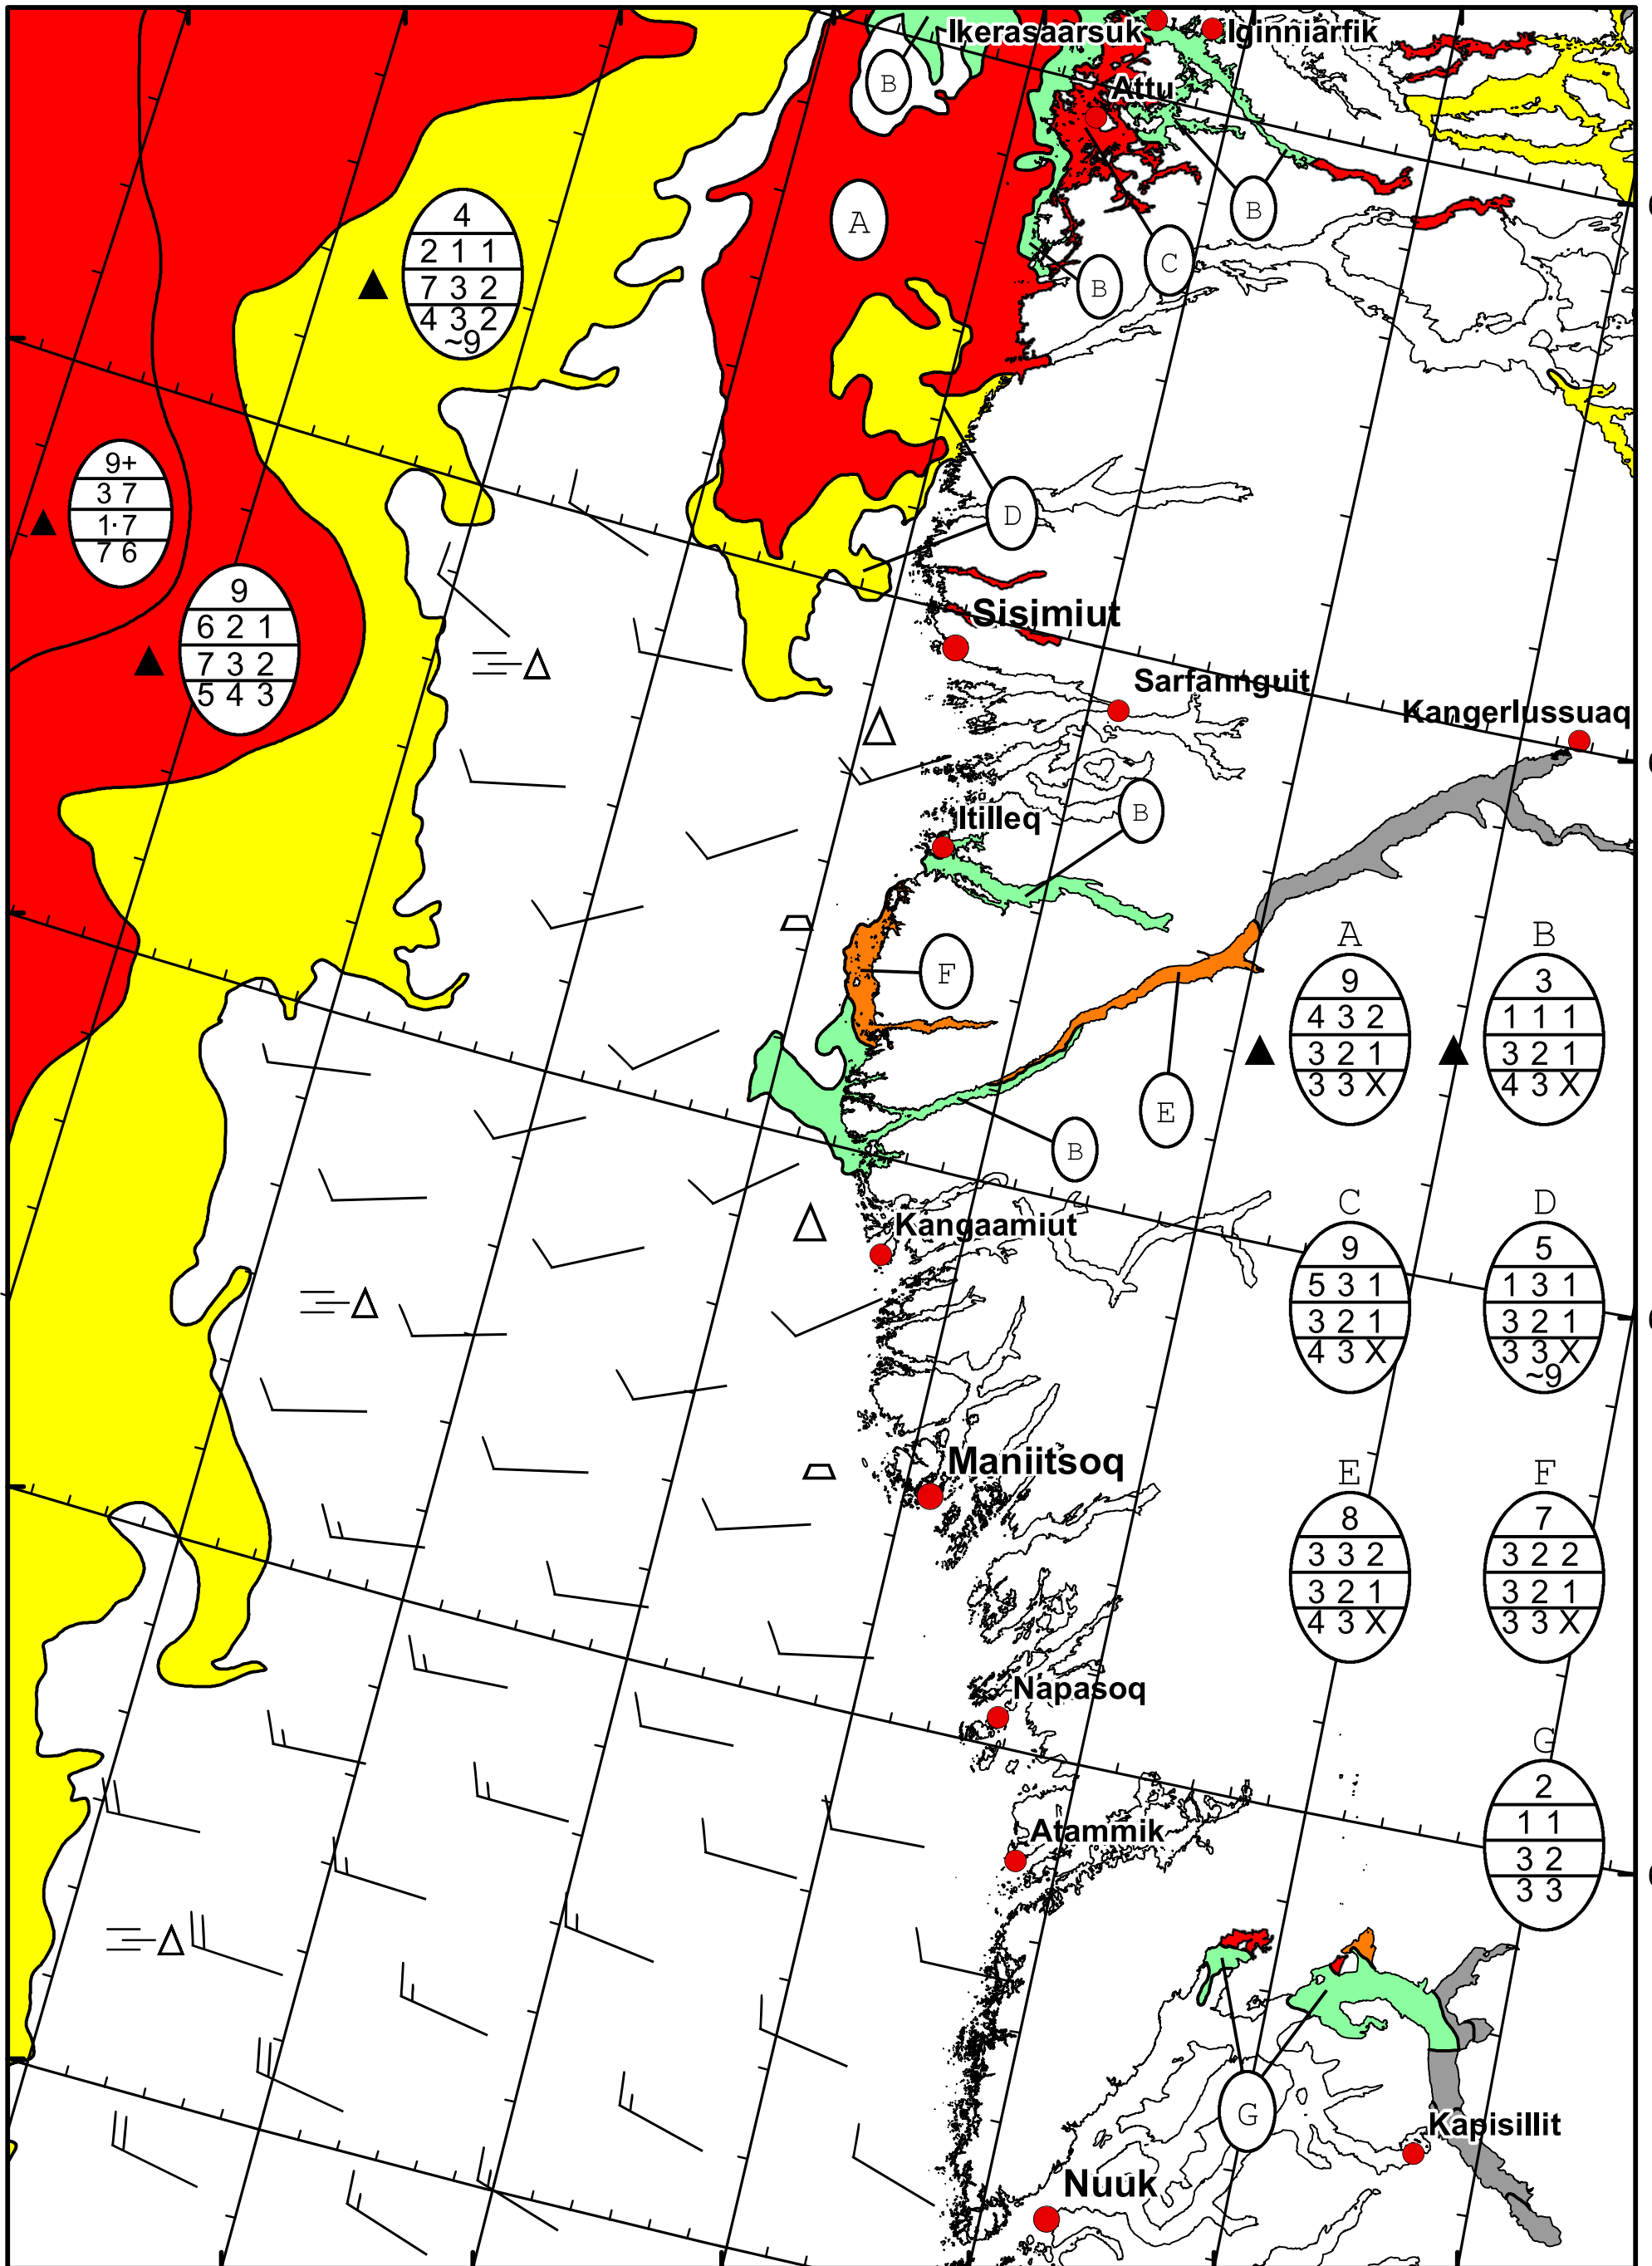 Ikerasaarsuk
Iginniarfik
B
Attu
A
B
C
B
4
2 1 1
7 3 2
4 3 2
~9
9+
3 7
1· 7
7 6
D
9
6 2 1
7 3 2
5 4 3
Sisimiut
Sarfannguit
Kangerlussuaq
B
Itilleq
F
E
B
A
9
4 3 2
3 2 1
3 3 X
B
3
1 1 1
3 2 1
4 3 X
Kangaamiut
C
9
5 3 1
3 2 1
4 3 X
D
5
1 3 1
3 2 1
3 3 X
~9
Maniitsoq
E
8
3 3 2
3 2 1
4 3 X
F
7
3 2 2
3 2 1
3 3 X
Napasoq
G
2
1 1
3 2
3 3
Atammik
G
Kapisillit
Nuuk